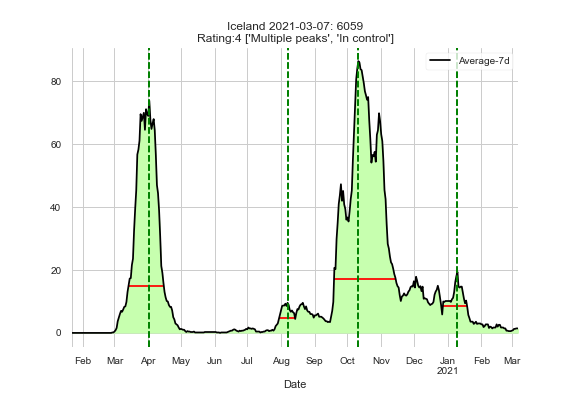 Iceland 2021-03-07: 6059
Rating:4 ['Multiple peaks', 'In control']
Average-7d
80
60
40
20
0
Feb Mar Apr May Jun Jul Aug Sep Oct Nov Dec Jan Feb Mar
2021
Date